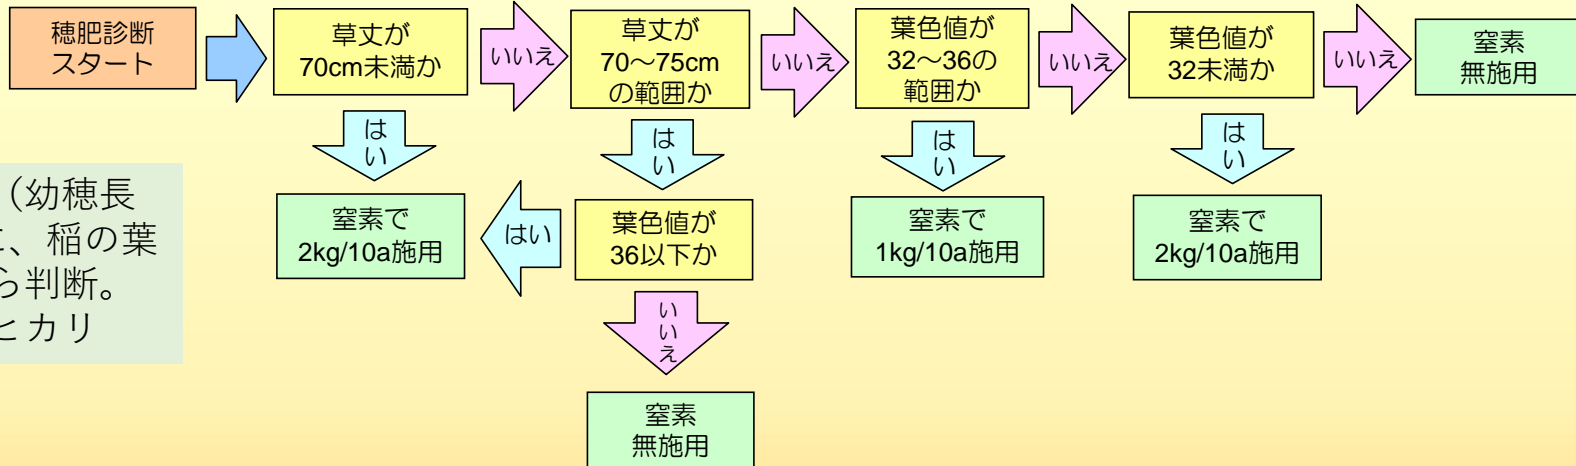 穂肥診断
スタート
草丈が
70cm未満か
いいえ
草丈が
70～75cm
の範囲か
いいえ
葉色値が
32～36の
範囲か
いいえ
葉色値が
32未満か
いいえ
窒素
無施用
はい
はい
はい
はい
窒素で
2kg/10a施用
はい
葉色値が
36以下か
窒素で
1kg/10a施用
窒素で
2kg/10a施用
（幼穂長
、稲の葉
ら判断。
ヒカリ
いいえ
窒素
無施用